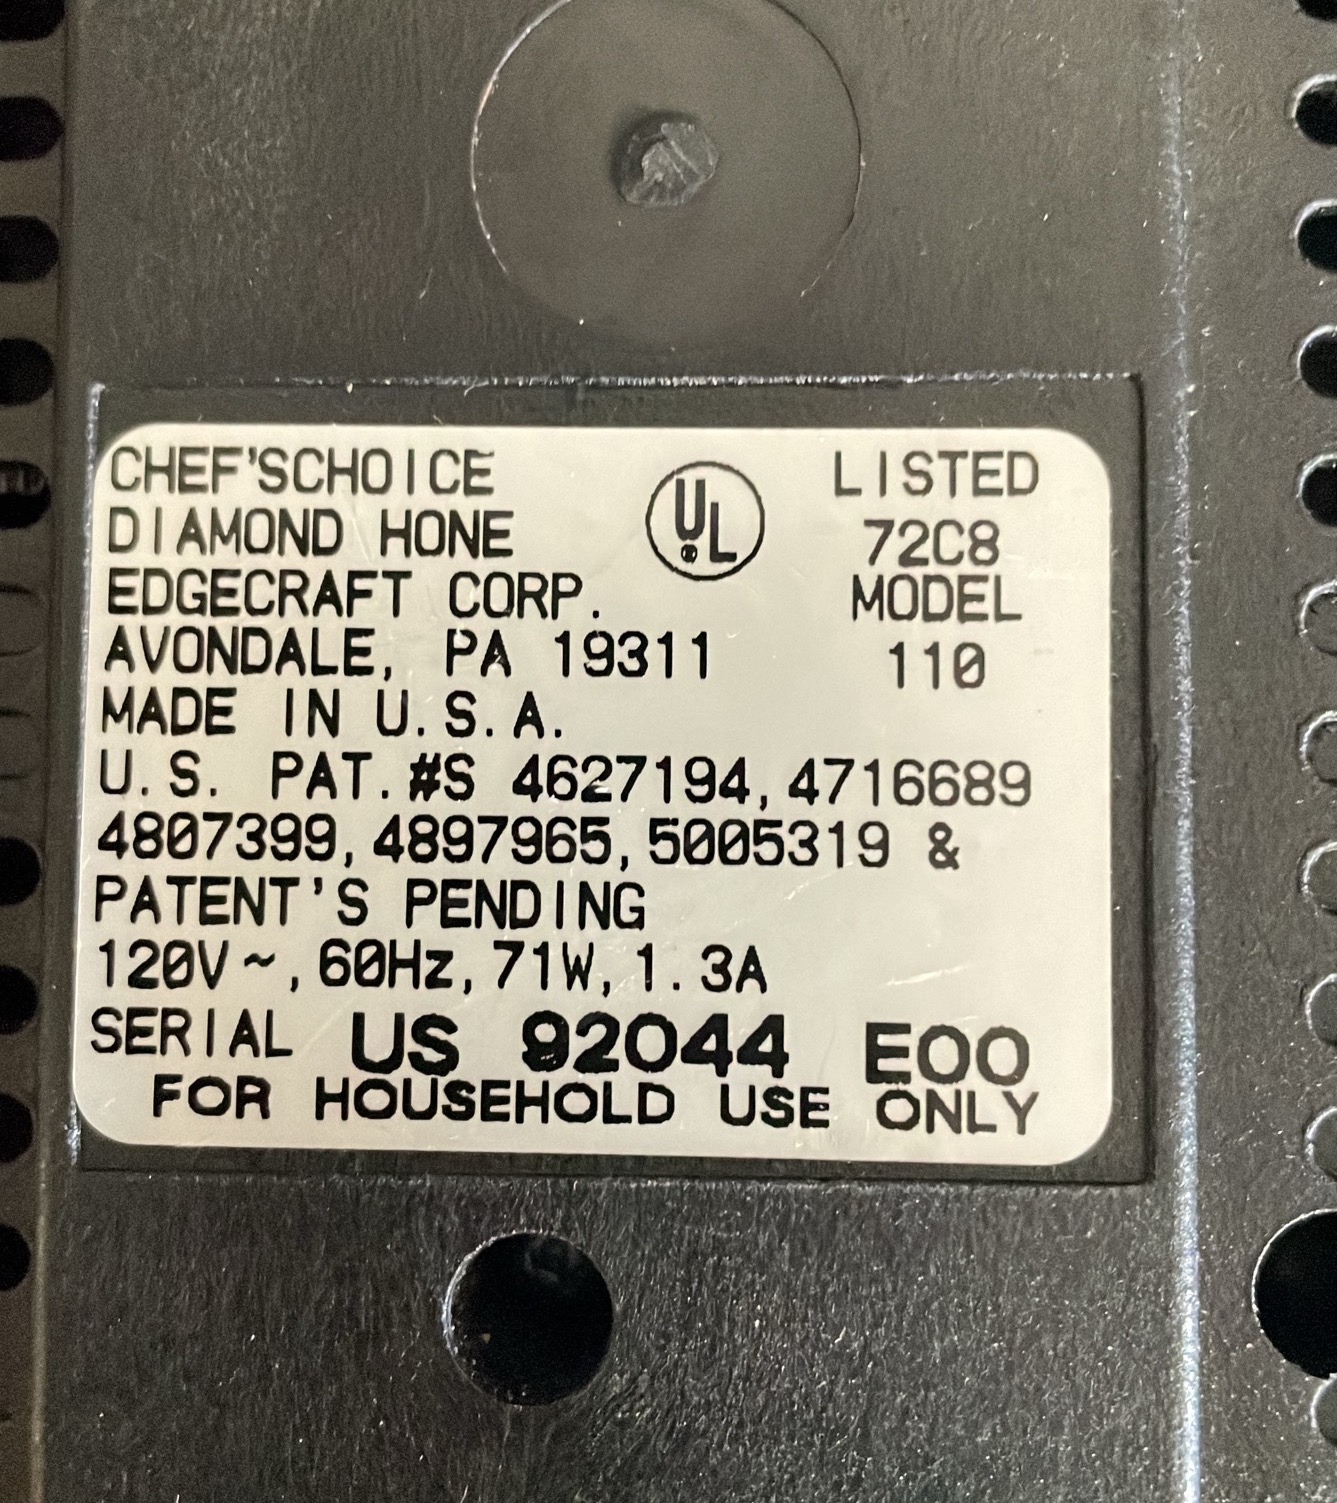 CHEF'SCHOICE
DIAMOND HONE
EDGECRAFT CORP.
AVONDALE, PA 19311
MADE IN U.S.A.
UL
LISTED
72C8
MODEL
110
U.S. PAT.#S 4627194,4716689
4807399,4897965,5005319 &
PATENT'S PENDING
120V~,60Hz,71W,1.3A
SERIAL US 92044 E00
FOR HOUSEHOLD USE ONLY